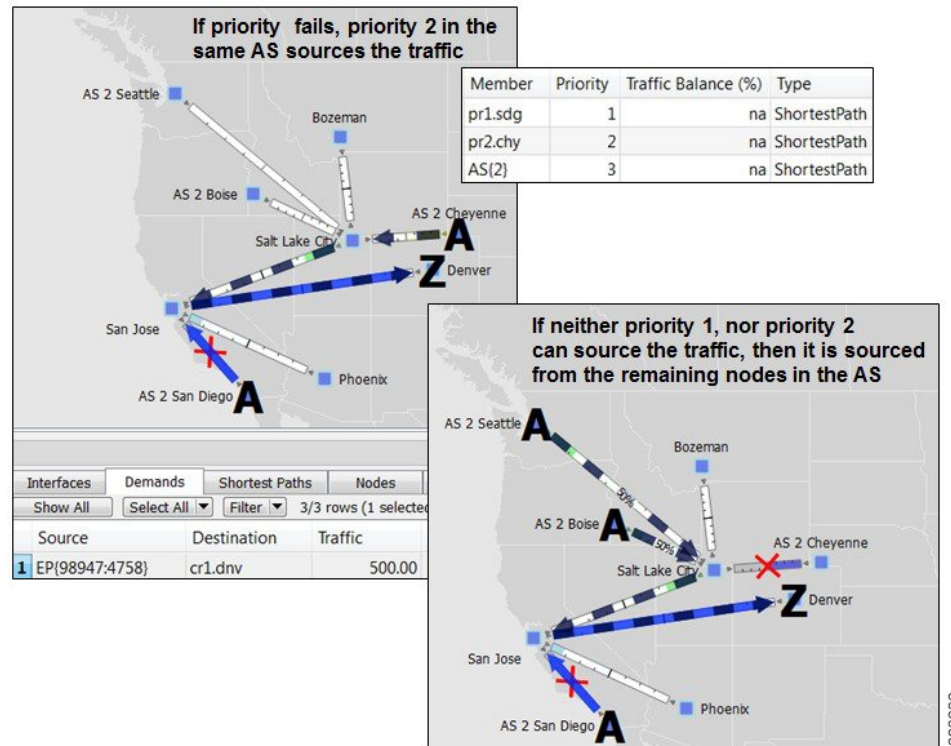 If priority fails, priority 2 in the
same AS sources the traffic
AS 2 Seattle
Bozeman
AS 2 Boise
AS 2 Cheyenne
Salt Lake City
A
Z
Denver
San Jose
Phoenix
AS 2 San Diego
A
Member Priority Traffic Balance (%) Type
pr1.sdg 1 na ShortestPath
pr2.chy 2 na ShortestPath
AS{2} 3 na ShortestPath
Interfaces Demands Shortest Paths Nodes
Show All Select All Filter 3/3 rows (1 selected
Source Destination Traffic
1 EP{98947:4758} cr1.dnv 500.00
If neither priority 1, nor priority 2
can source the traffic, then it is sourced
from the remaining nodes in the AS
AS 2 Seattle
A
Bozeman
50%
AS 2 Boise
A
50%
AS 2 Cheyenne
Salt Lake City
Z
Denver
San Jose
Phoenix
AS 2 San Diego
A